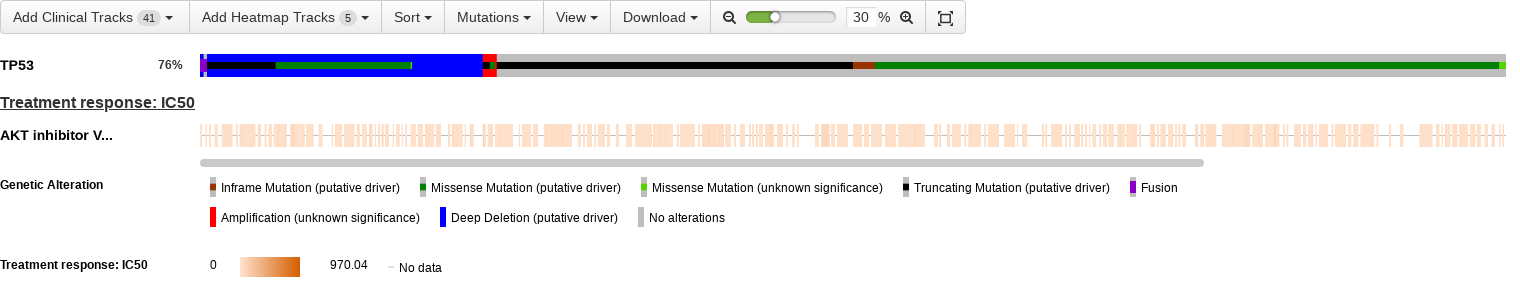 Add Clinical Tracks 41 Add Heatmap Tracks 5 Sort Mutations View Download 30 %
TP53 76%
Treatment response: IC50
AKT inhibitor V...
Genetic Alteration Inframe Mutation (putative driver) Missense Mutation (putative driver) Missense Mutation (unknown significance) Truncating Mutation (putative driver) Fusion
Amplification (unknown significance) Deep Deletion (putative driver) No alterations
Treatment response: IC50 0 970.04 No data